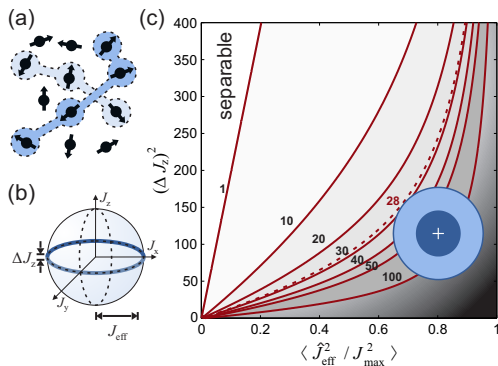 (a)
(b)
J_z
J_x
J_y
ΔJ_z
J_eff
(c)
(Δ J_z)^2
400
350
300
250
200
150
100
50
0
separable
1
10
20
28
30
40
50
100
0
0.2
0.4
0.6
0.8
1
⟨ Ĵ^2_eff / J^2_max ⟩